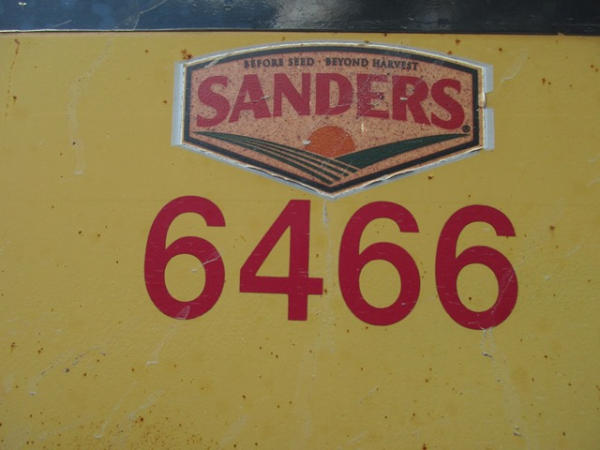 BEFORE SEED · BEYOND HARVEST
SANDERS®
6466